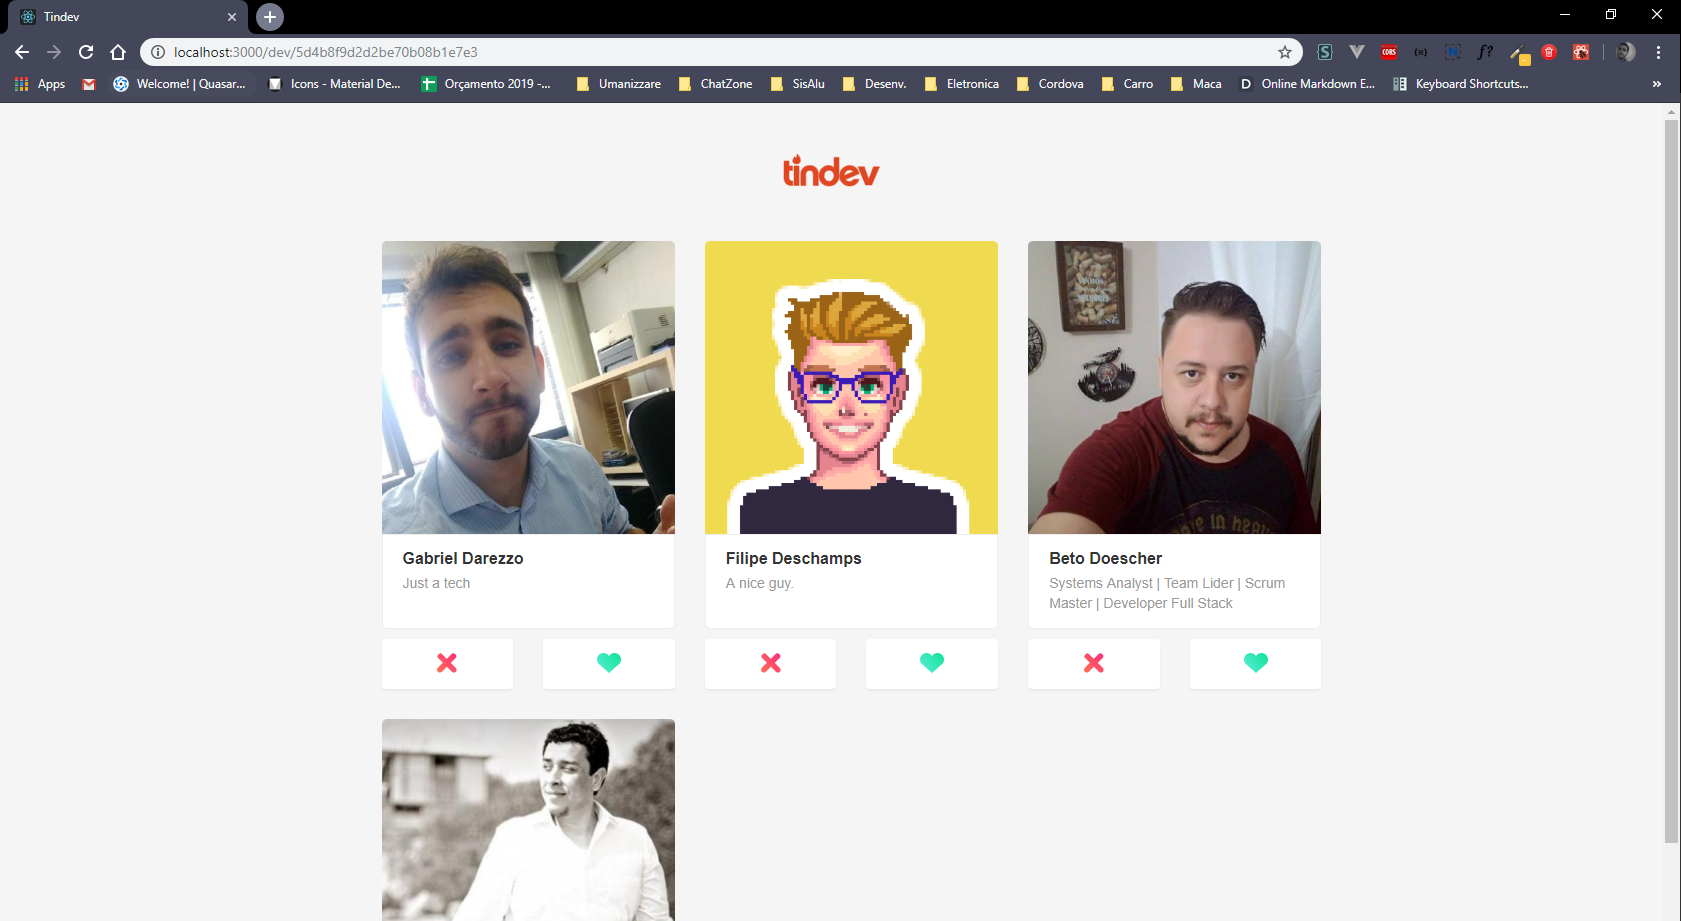 Tindev
localhost:3000/dev/5d4b8f9d2d2be70b08b1e7e3
S
CORS
{≡}
N
f?
Apps
Welcome! | Quasar...
Icons - Material De...
Orçamento 2019 -...
Umanizzare
ChatZone
SisAlu
Desenv.
Eletronica
Cordova
Carro
Maca
D
Online Markdown E...
Keyboard Shortcuts...
»
tindev
Gabriel Darezzo
Just a tech
Filipe Deschamps
A nice guy.
Beto Doescher
Systems Analyst | Team Lider | Scrum
Master | Developer Full Stack